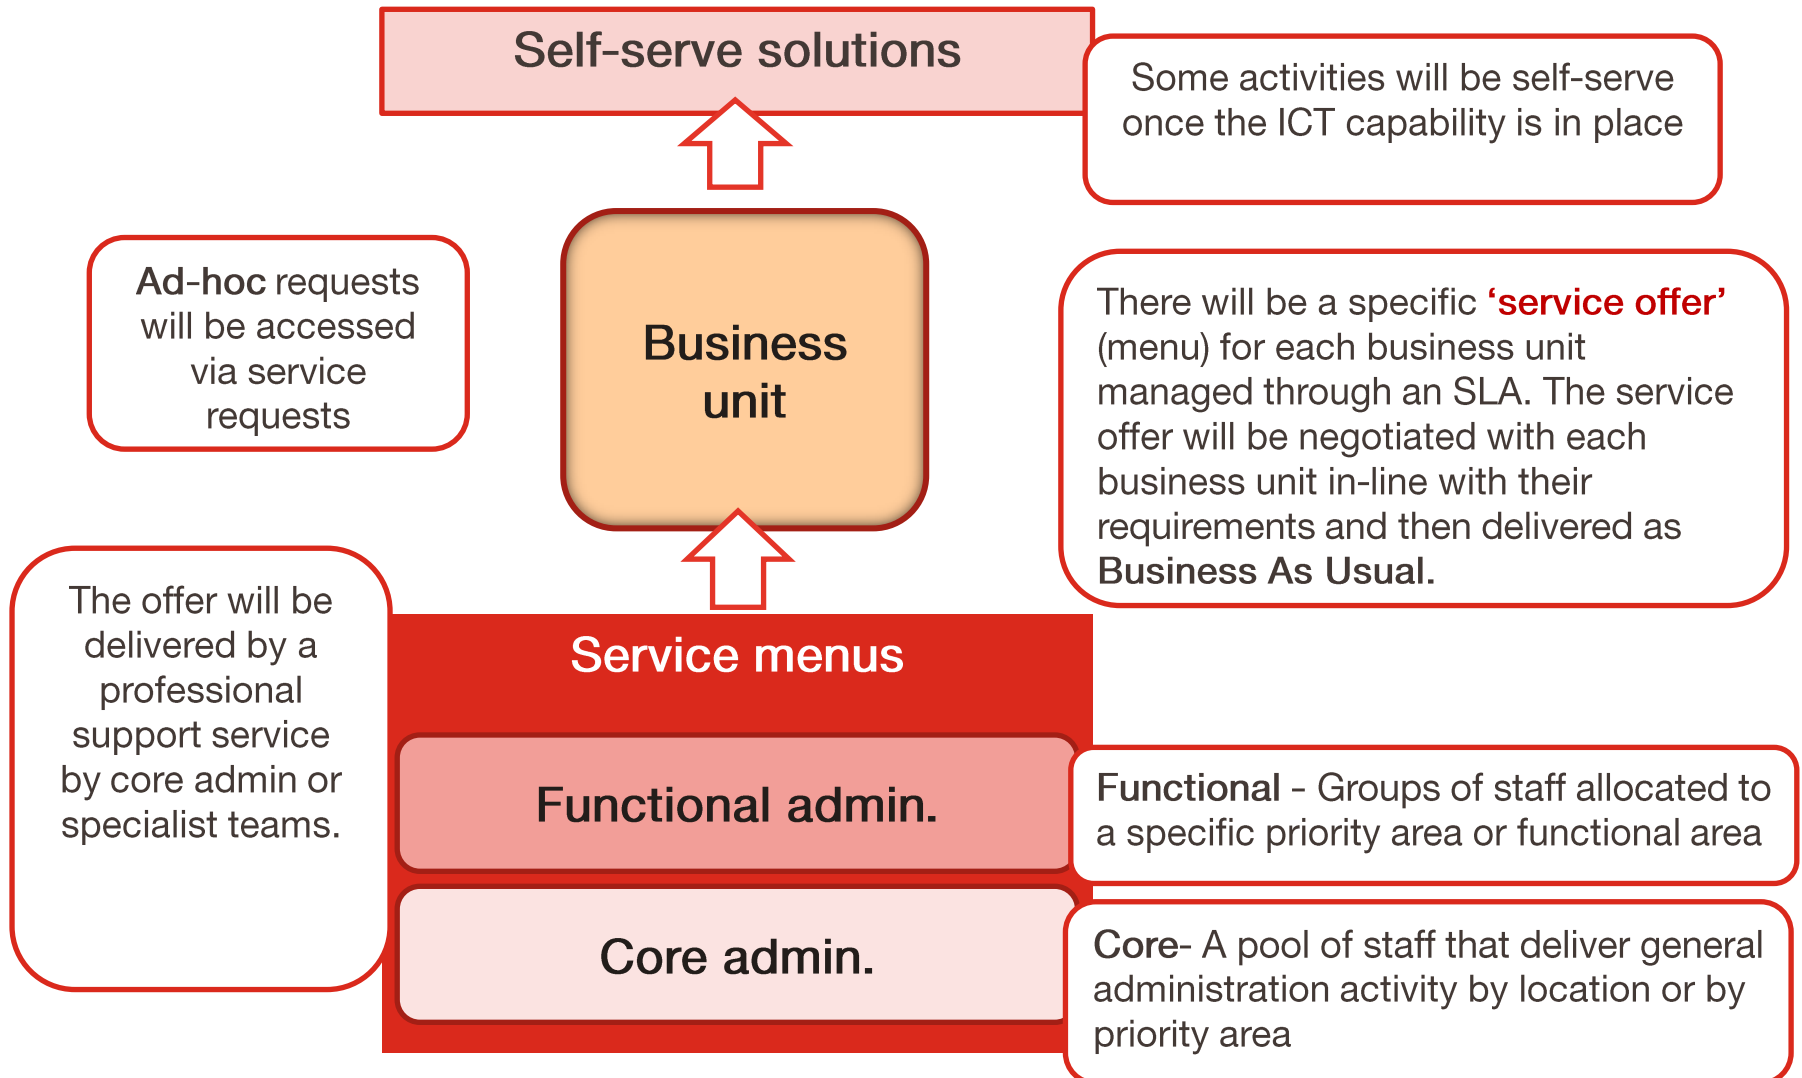 Self-serve solutions
Some activities will be self-serve
once the ICT capability is in place
Ad-hoc requests
will be accessed
via service
requests
Business
unit
There will be a specific ‘service offer’
(menu) for each business unit
managed through an SLA. The service
offer will be negotiated with each
business unit in-line with their
requirements and then delivered as
Business As Usual.
The offer will be
delivered by a
professional
support service
by core admin or
specialist teams.
Service menus
Functional admin.
Functional - Groups of staff allocated to
a specific priority area or functional area
Core admin.
Core- A pool of staff that deliver general
administration activity by location or by
priority area